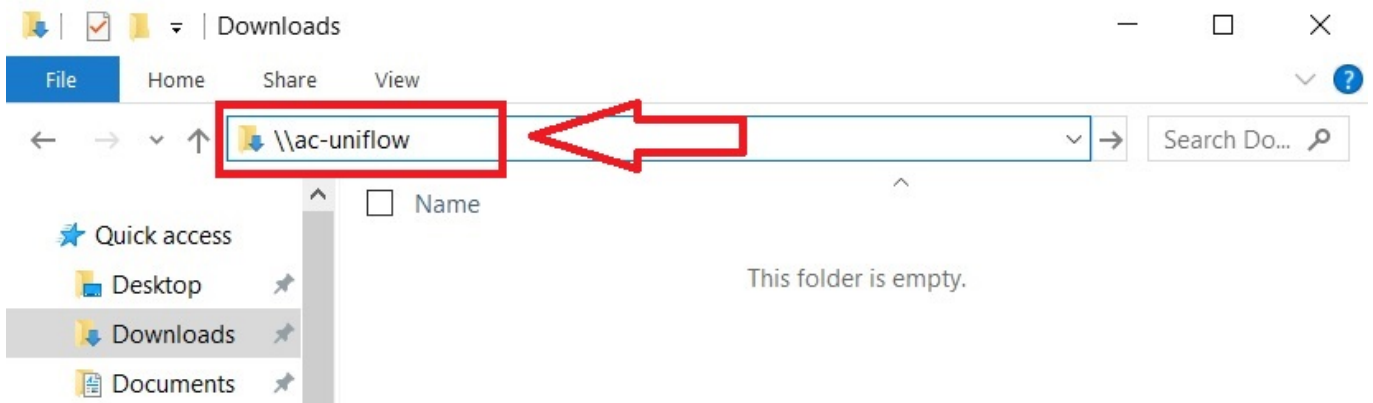 Downloads
File Home Share View
\\ac-uniflow
Search Do...
Name
Quick access
This folder is empty.
Desktop
Downloads
Documents